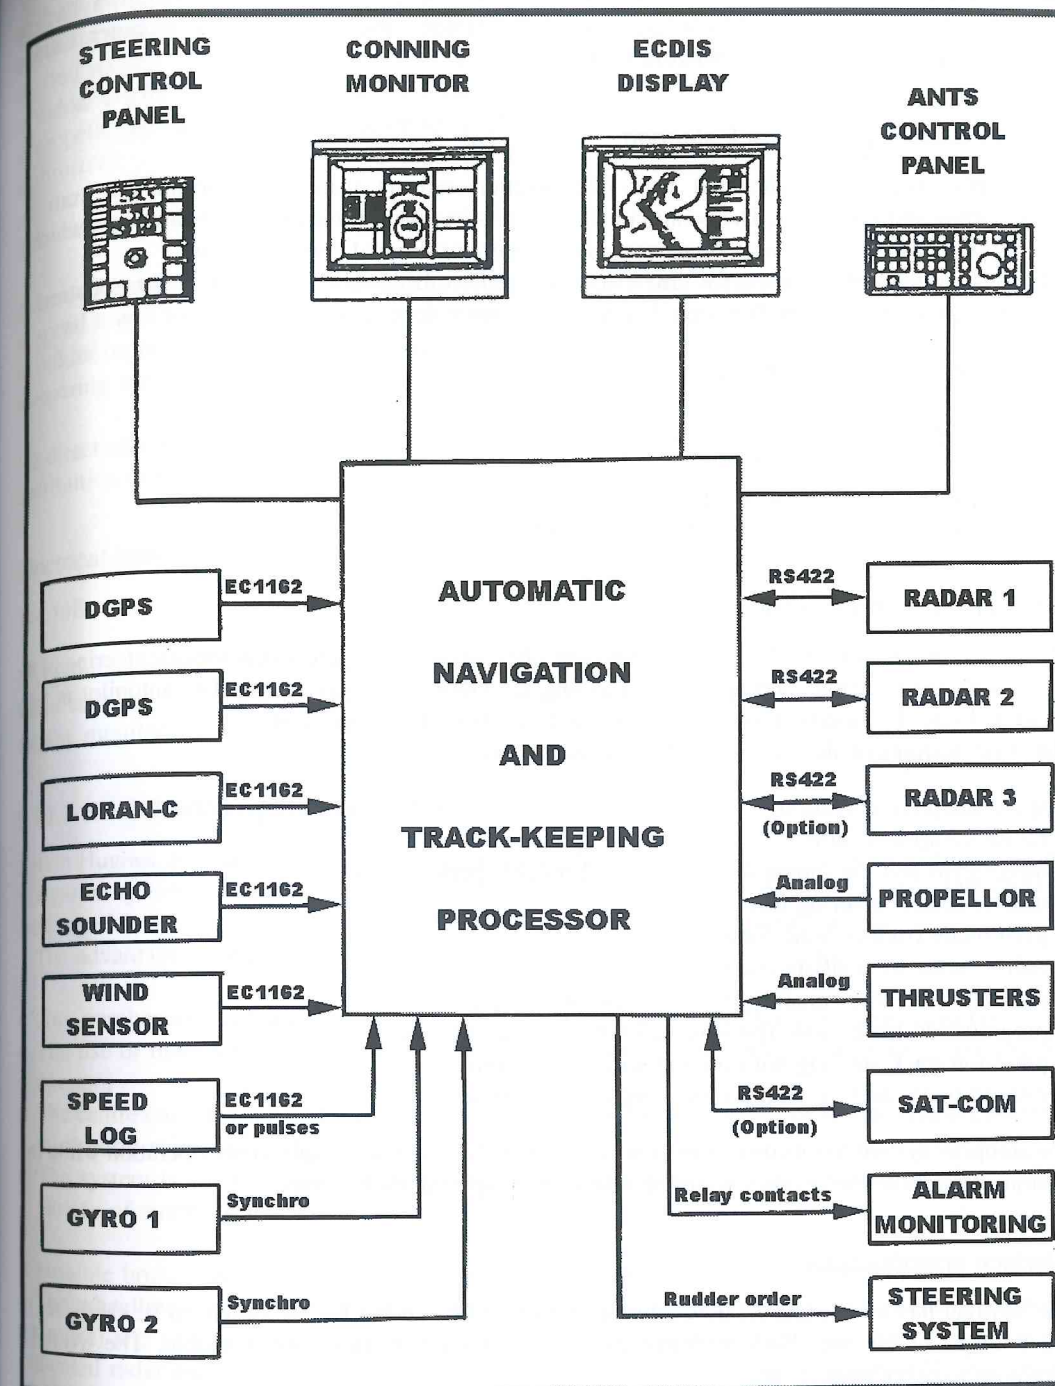 STEERING
CONTROL
PANEL
CONNING
MONITOR
ECDIS
DISPLAY
ANTS
CONTROL
PANEL
AUTOMATIC
NAVIGATION
AND
TRACK-KEEPING
PROCESSOR
DGPS
EC1162
DGPS
EC1162
LORAN-C
EC1162
ECHO
SOUNDER
EC1162
WIND
SENSOR
EC1162
SPEED
LOG
EC1162
or pulses
GYRO 1
Synchro
GYRO 2
Synchro
RS422
RADAR 1
RS422
RADAR 2
RS422
(Option)
RADAR 3
Analog
PROPELLOR
Analog
THRUSTERS
RS422
(Option)
SAT-COM
Relay contacts
ALARM
MONITORING
Rudder order
STEERING
SYSTEM